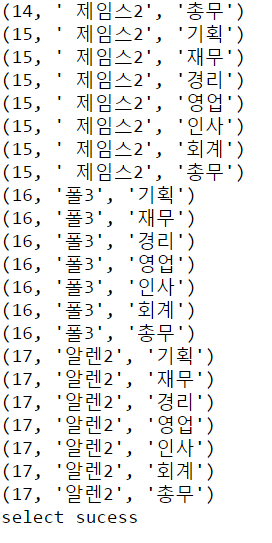 (14, ' 제임스2', '총무')
(15, ' 제임스2', '기획')
(15, ' 제임스2', '재무')
(15, ' 제임스2', '경리')
(15, ' 제임스2', '영업')
(15, ' 제임스2', '인사')
(15, ' 제임스2', '회계')
(15, ' 제임스2', '총무')
(16, '폴3', '기획')
(16, '폴3', '재무')
(16, '폴3', '경리')
(16, '폴3', '영업')
(16, '폴3', '인사')
(16, '폴3', '회계')
(16, '폴3', '총무')
(17, '알렌2', '기획')
(17, '알렌2', '재무')
(17, '알렌2', '경리')
(17, '알렌2', '영업')
(17, '알렌2', '인사')
(17, '알렌2', '회계')
(17, '알렌2', '총무')
select sucess